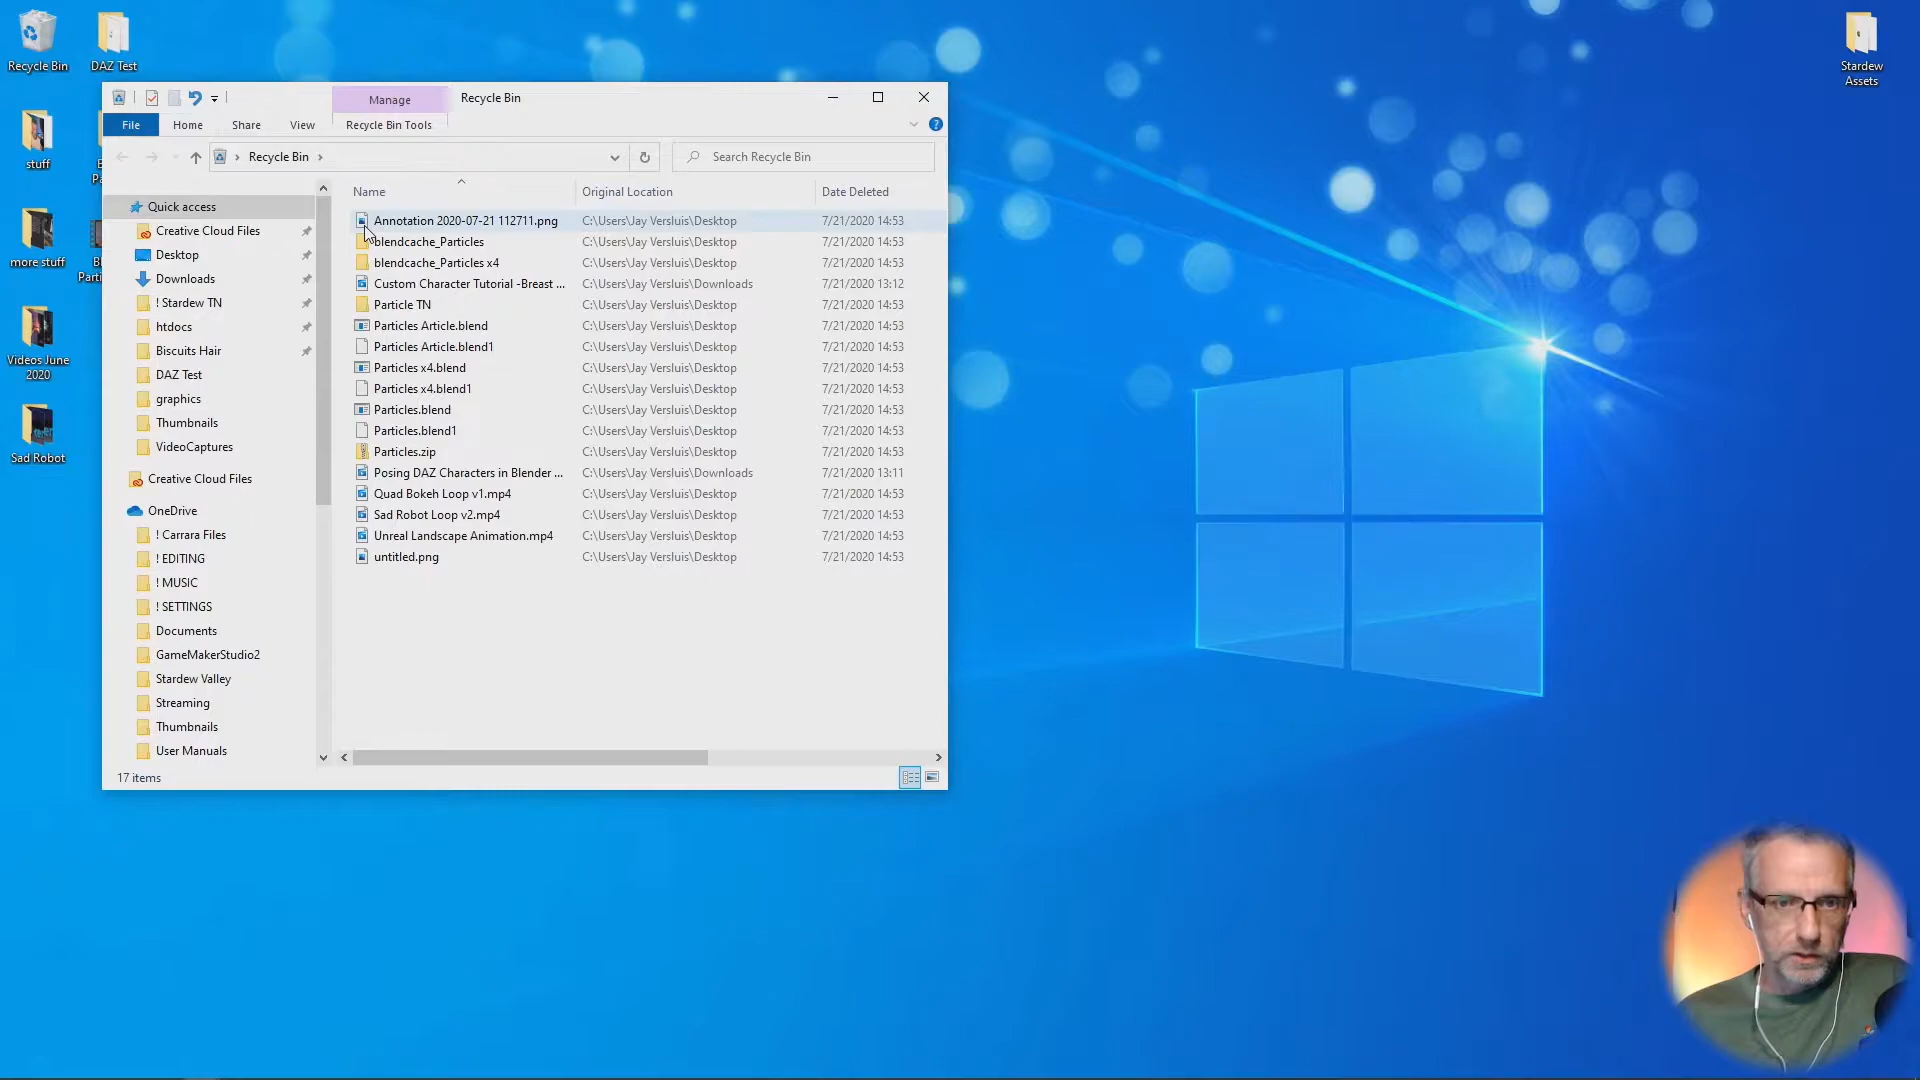 Recycle Bin
DAZ Test
Stardew
Assets
stuff
more stuff
Videos June
2020
Sad Robot
Manage
Recycle Bin
File
Home
Share
View
Recycle Bin Tools
Recycle Bin
Search Recycle Bin
Quick access
Creative Cloud Files
Desktop
Downloads
! Stardew TN
htdocs
Biscuits Hair
DAZ Test
graphics
Thumbnails
VideoCaptures
Creative Cloud Files
OneDrive
! Carrara Files
! EDITING
! MUSIC
! SETTINGS
Documents
GameMakerStudio2
Stardew Valley
Streaming
Thumbnails
User Manuals
Name Original Location Date Deleted
Annotation 2020-07-21 112711.png C:\Users\Jay Versluis\Desktop 7/21/2020 14:53
blendcache_Particles C:\Users\Jay Versluis\Desktop 7/21/2020 14:53
blendcache_Particles x4 C:\Users\Jay Versluis\Desktop 7/21/2020 14:53
Custom Character Tutorial -Breast ... C:\Users\Jay Versluis\Downloads 7/21/2020 13:12
Particle TN C:\Users\Jay Versluis\Desktop 7/21/2020 14:53
Particles Article.blend C:\Users\Jay Versluis\Desktop 7/21/2020 14:53
Particles Article.blend1 C:\Users\Jay Versluis\Desktop 7/21/2020 14:53
Particles x4.blend C:\Users\Jay Versluis\Desktop 7/21/2020 14:53
Particles x4.blend1 C:\Users\Jay Versluis\Desktop 7/21/2020 14:53
Particles.blend C:\Users\Jay Versluis\Desktop 7/21/2020 14:53
Particles.blend1 C:\Users\Jay Versluis\Desktop 7/21/2020 14:53
Particles.zip C:\Users\Jay Versluis\Desktop 7/21/2020 14:53
Posing DAZ Characters in Blender ... C:\Users\Jay Versluis\Downloads 7/21/2020 13:11
Quad Bokeh Loop v1.mp4 C:\Users\Jay Versluis\Desktop 7/21/2020 14:53
Sad Robot Loop v2.mp4 C:\Users\Jay Versluis\Desktop 7/21/2020 14:53
Unreal Landscape Animation.mp4 C:\Users\Jay Versluis\Desktop 7/21/2020 14:53
untitled.png C:\Users\Jay Versluis\Desktop 7/21/2020 14:53
17 items